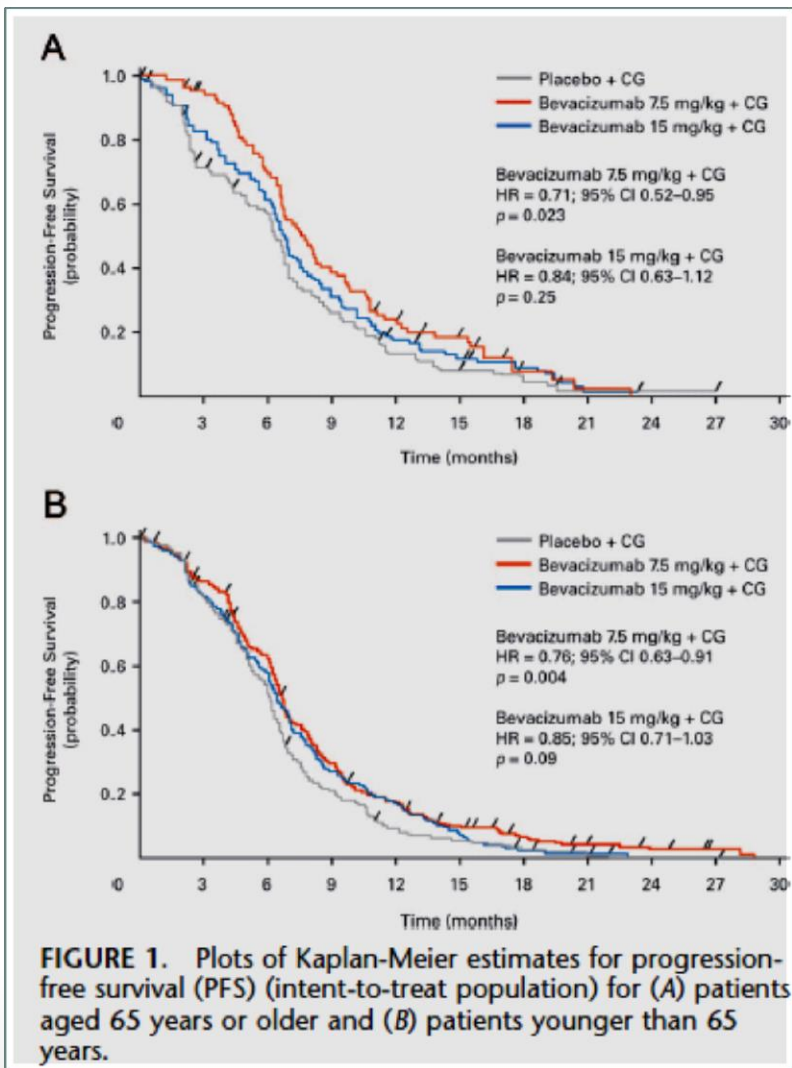 A
1.0
0.8
0.6
0.4
0.2
Progression-Free Survival
(probability)
Placebo + CG
Bevacizumab 7.5 mg/kg + CG
Bevacizumab 15 mg/kg + CG
Bevacizumab 7.5 mg/kg + CG
HR = 0.71; 95% CI 0.52–0.95
p = 0.023
Bevacizumab 15 mg/kg + CG
HR = 0.84; 95% CI 0.63–1.12
p = 0.25
0 3 6 9 12 15 18 21 24 27 30
Time (months)
B
1.0
0.8
0.6
0.4
0.2
Progression-Free Survival
(probability)
Placebo + CG
Bevacizumab 7.5 mg/kg + CG
Bevacizumab 15 mg/kg + CG
Bevacizumab 7.5 mg/kg + CG
HR = 0.76; 95% CI 0.63–0.91
p = 0.004
Bevacizumab 15 mg/kg + CG
HR = 0.85; 95% CI 0.71–1.03
p = 0.09
0 3 6 9 12 15 18 21 24 27 30
Time (months)
FIGURE 1. Plots of Kaplan-Meier estimates for progression-
free survival (PFS) (intent-to-treat population) for (A) patients
aged 65 years or older and (B) patients younger than 65
years.